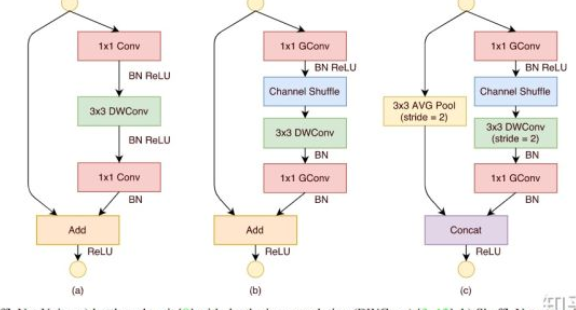 1x1 Conv
BN ReLU
3x3 DWConv
BN ReLU
1x1 Conv
BN
Add
ReLU
(a)
1x1 GConv
BN ReLU
Channel Shuffle
3x3 DWConv
BN
1x1 GConv
BN
Add
ReLU
(b)
3x3 AVG Pool
(stride = 2)
1x1 GConv
BN ReLU
Channel Shuffle
3x3 DWConv
(stride = 2)
BN
1x1 GConv
BN
Concat
ReLU
(c)